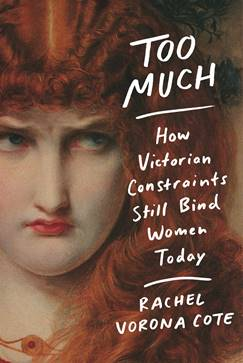 TOO
MUCH
How
Victorian
Constraints
Still Bind
Women
Today
RACHEL
VORONA COTE